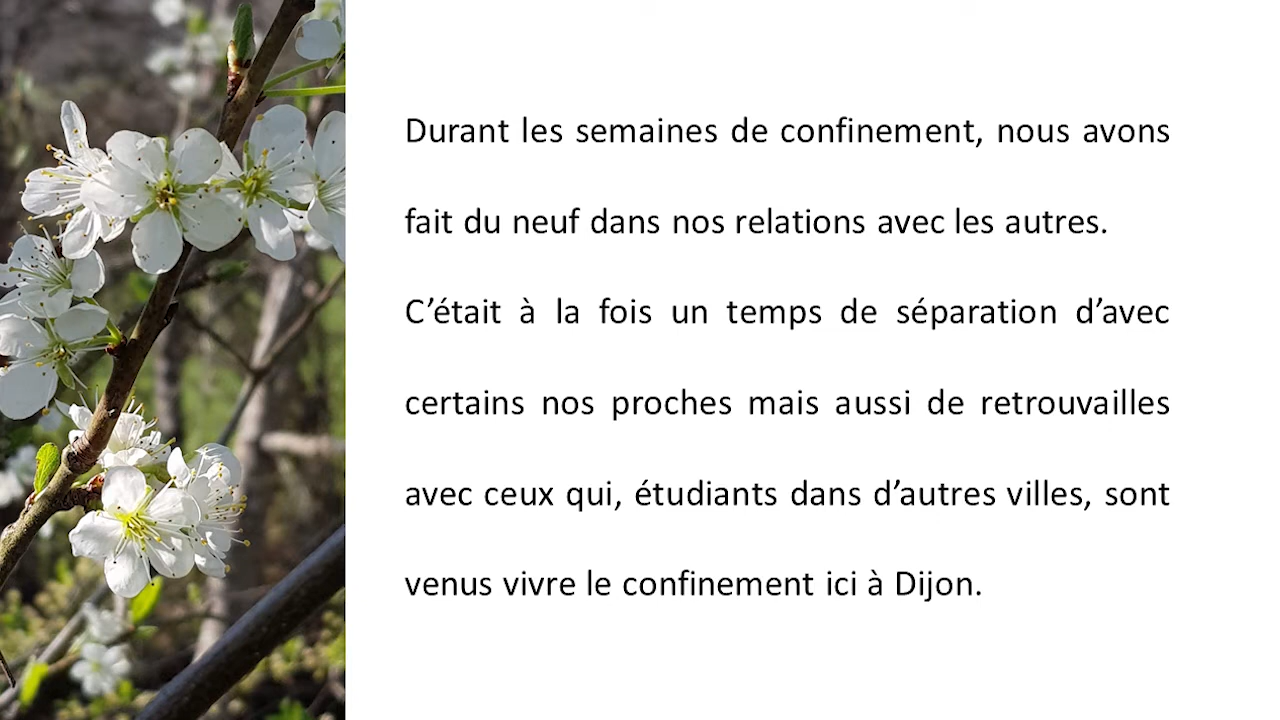 Durant les semaines de confinement, nous avons
fait du neuf dans nos relations avec les autres.
C’était à la fois un temps de séparation d’avec
certains nos proches mais aussi de retrouvailles
avec ceux qui, étudiants dans d’autres villes, sont
venus vivre le confinement ici à Dijon.